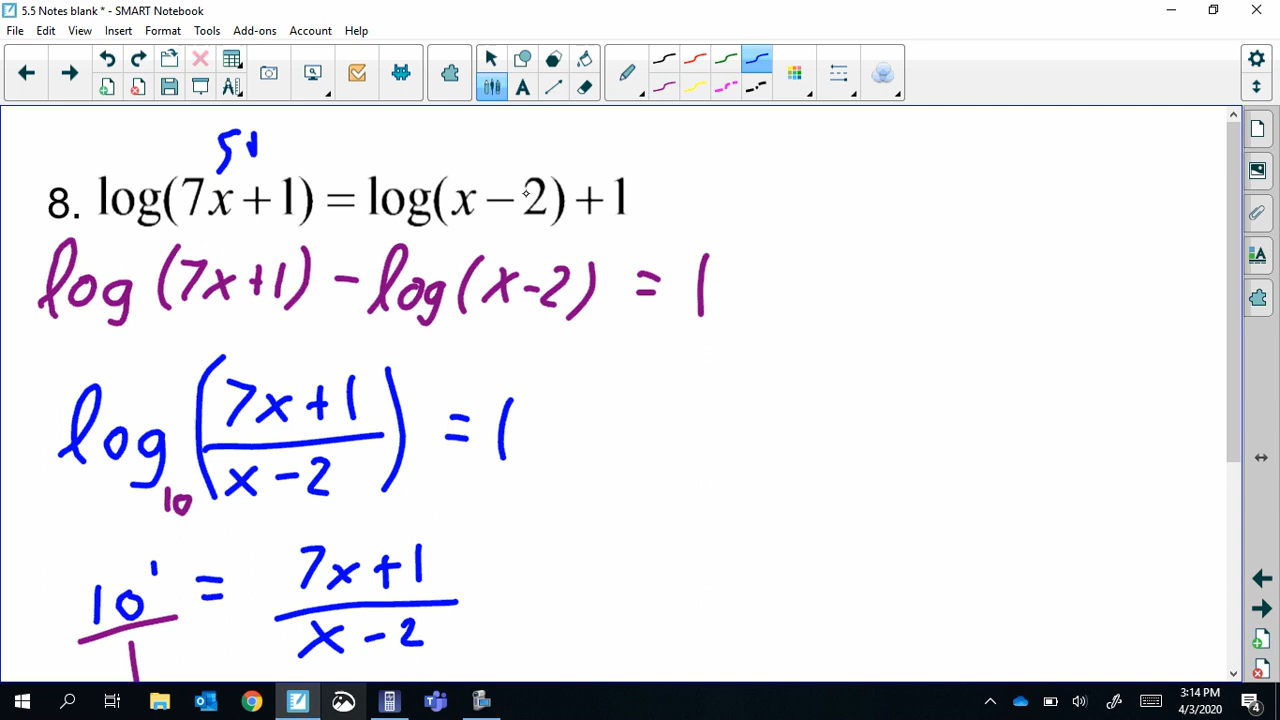 5.5 Notes blank * - SMART Notebook
File Edit View Insert Format Tools Add-ons Account Help
8. log(7x+1) = log(x−2)+1
log(7x+1) - log(x-2) = 1
log₁₀((7x+1)/(x-2)) = 1
10¹/1 = (7x+1)/(x-2)
3:14 PM
4/3/2020
4